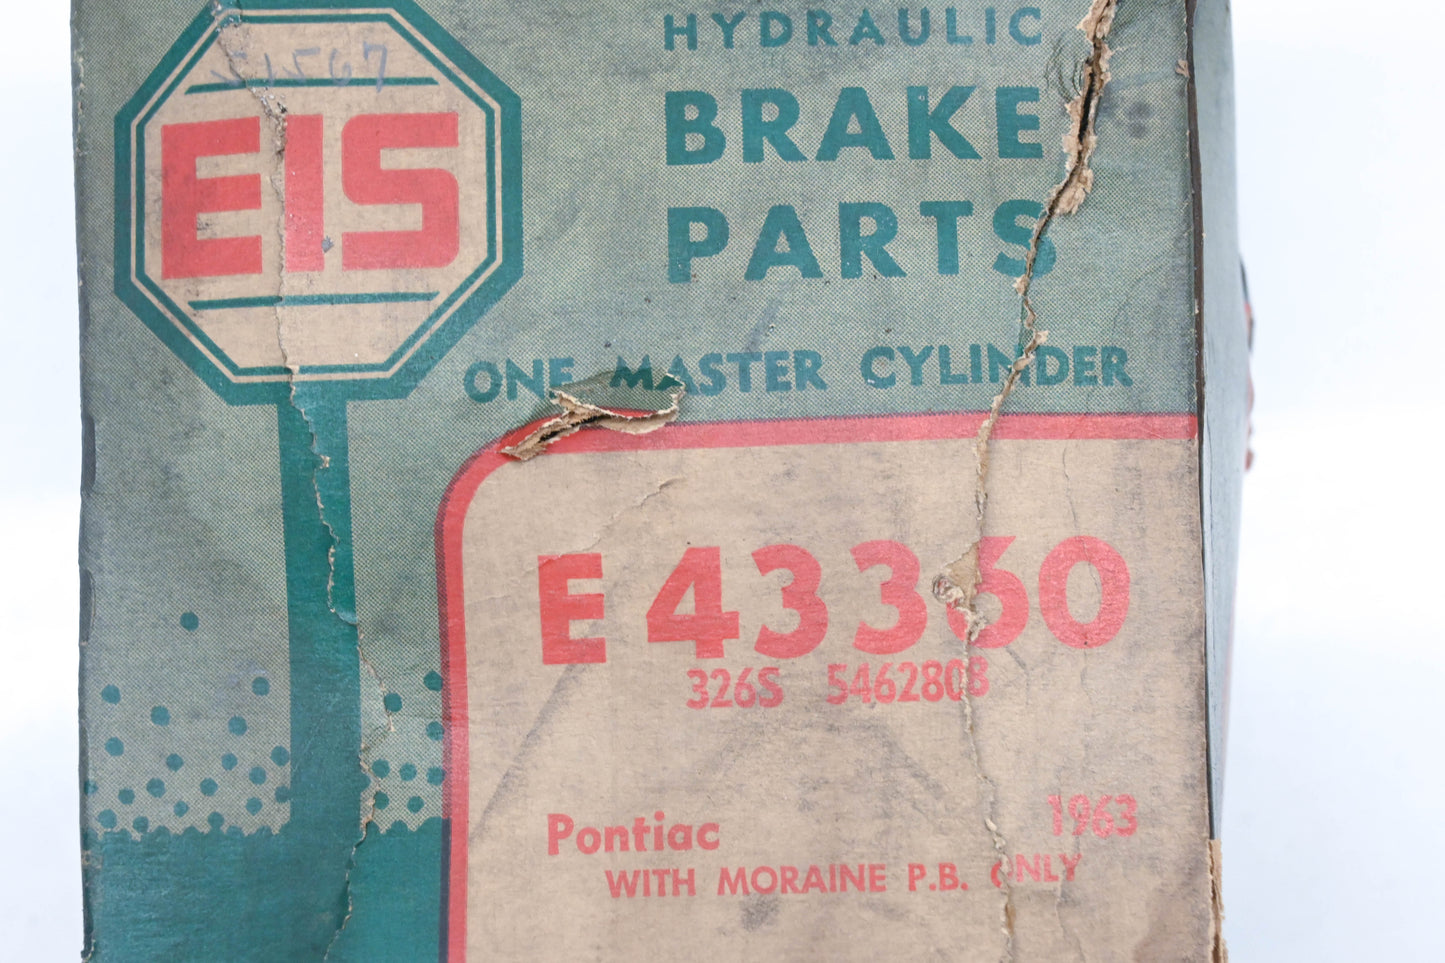 EIS
HYDRAULIC
BRAKE
PARTS
ONE MASTER CYLINDER
E 43360
326S 5462808
Pontiac 1963
WITH MORAINE P.B. ONLY